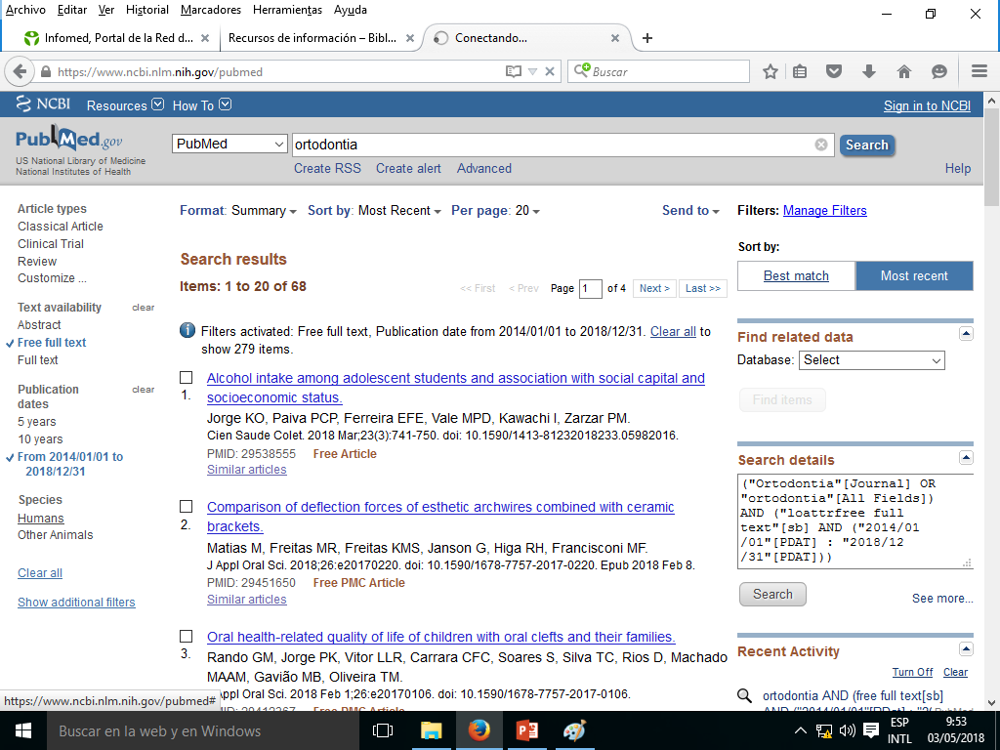 Archivo Editar Ver Historial Marcadores Herramientas Ayuda
Infomed, Portal de la Red d... × Recursos de información – Bibl... × Conectando... × +
https://www.ncbi.nlm.nih.gov/pubmed Buscar
NCBI Resources How To Sign in to NCBI
PubMed.gov
US National Library of Medicine
National Institutes of Health
PubMed ortodontia Search
Create RSS Create alert Advanced Help
Article types
Classical Article
Clinical Trial
Review
Customize ...
Text availability clear
Abstract
Free full text
Full text
Publication clear
dates
5 years
10 years
From 2014/01/01 to
2018/12/31
Species
Humans
Other Animals
Clear all
Show additional filters
Format: Summary Sort by: Most Recent Per page: 20 Send to
Search results
Items: 1 to 20 of 68
<< First < Prev Page 1 of 4 Next > Last >>
Filters activated: Free full text, Publication date from 2014/01/01 to 2018/12/31. Clear all to
show 279 items.
Alcohol intake among adolescent students and association with social capital and
1. socioeconomic status.
Jorge KO, Paiva PCP, Ferreira EFE, Vale MPD, Kawachi I, Zarzar PM.
Cien Saude Colet. 2018 Mar;23(3):741-750. doi: 10.1590/1413-81232018233.05982016.
PMID: 29538555 Free Article
Similar articles
Comparison of deflection forces of esthetic archwires combined with ceramic
2. brackets.
Matias M, Freitas MR, Freitas KMS, Janson G, Higa RH, Francisconi MF.
J Appl Oral Sci. 2018;26:e20170220. doi: 10.1590/1678-7757-2017-0220. Epub 2018 Feb 8.
PMID: 29451650 Free PMC Article
Similar articles
Oral health-related quality of life of children with oral clefts and their families.
3. Rando GM, Jorge PK, Vitor LLR, Carrara CFC, Soares S, Silva TC, Rios D, Machado
MAAM, Gavião MB, Oliveira TM.
Appl Oral Sci. 2018 Feb 1;26:e20170106. doi: 10.1590/1678-7757-2017-0106.
Filters: Manage Filters
Sort by:
Best match Most recent
Find related data
Database: Select
Find items
Search details
("Ortodontia"[Journal] OR
"ortodontia"[All Fields])
AND ("loattrfree full
text"[sb] AND ("2014/01
/01"[PDAT] : "2018/12
/31"[PDAT]))
Search See more...
Recent Activity
Turn Off Clear
ortodontia AND (free full text[sb]
https://www.ncbi.nlm.nih.gov/pubmed#
Buscar en la web y en Windows
ESP
INTL
9:53
03/05/2018